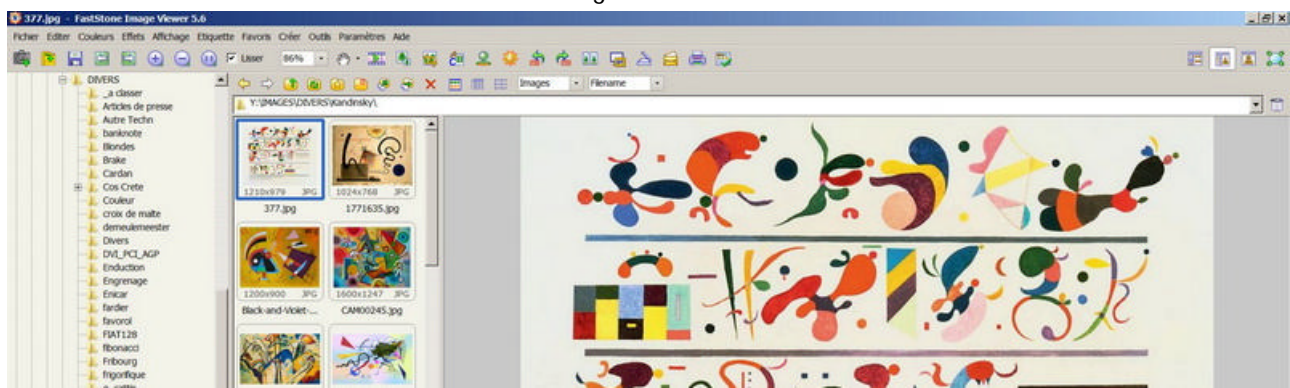 377.jpg - FastStone Image Viewer 5.6
Fichier Editer Couleurs Effets Affichage Etiquette Favoris Créer Outils Paramètres Aide
Lisser 86%
Images Filename
Y:\IMAGES\DIVERS\Kandinsky\
DIVERS
_a classer
Articles de presse
Autre Techn
banknote
Blondes
Brake
Cardan
Cos Crete
Couleur
croix de malte
demeulemeester
Divers
DVI_PCI_AGP
Enduction
Engrenage
Enicar
fardier
favorol
FIAT128
fibonacci
Fribourg
frigorifique
1210x979 JPG
377.jpg
1024x768 JPG
1771635.jpg
1200x900 JPG
Black-and-Violet-...
1600x1247 JPG
CAM00245.jpg